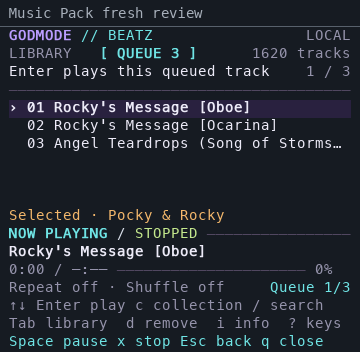 Music Pack fresh review
GODMODE // BEATZ LOCAL
LIBRARY [ QUEUE 3 ] 1620 tracks
Enter plays this queued track 1 / 3
› 01 Rocky's Message [Oboe]
02 Rocky's Message [Ocarina]
03 Angel Teardrops (Song of Storms…
Selected · Pocky & Rocky
NOW PLAYING / STOPPED
Rocky's Message [Oboe]
0:00 / —:—— 0%
Repeat off · Shuffle off Queue 1/3
↑↓ Enter play c collection / search
Tab library d remove i info ? keys
Space pause x stop Esc back q close